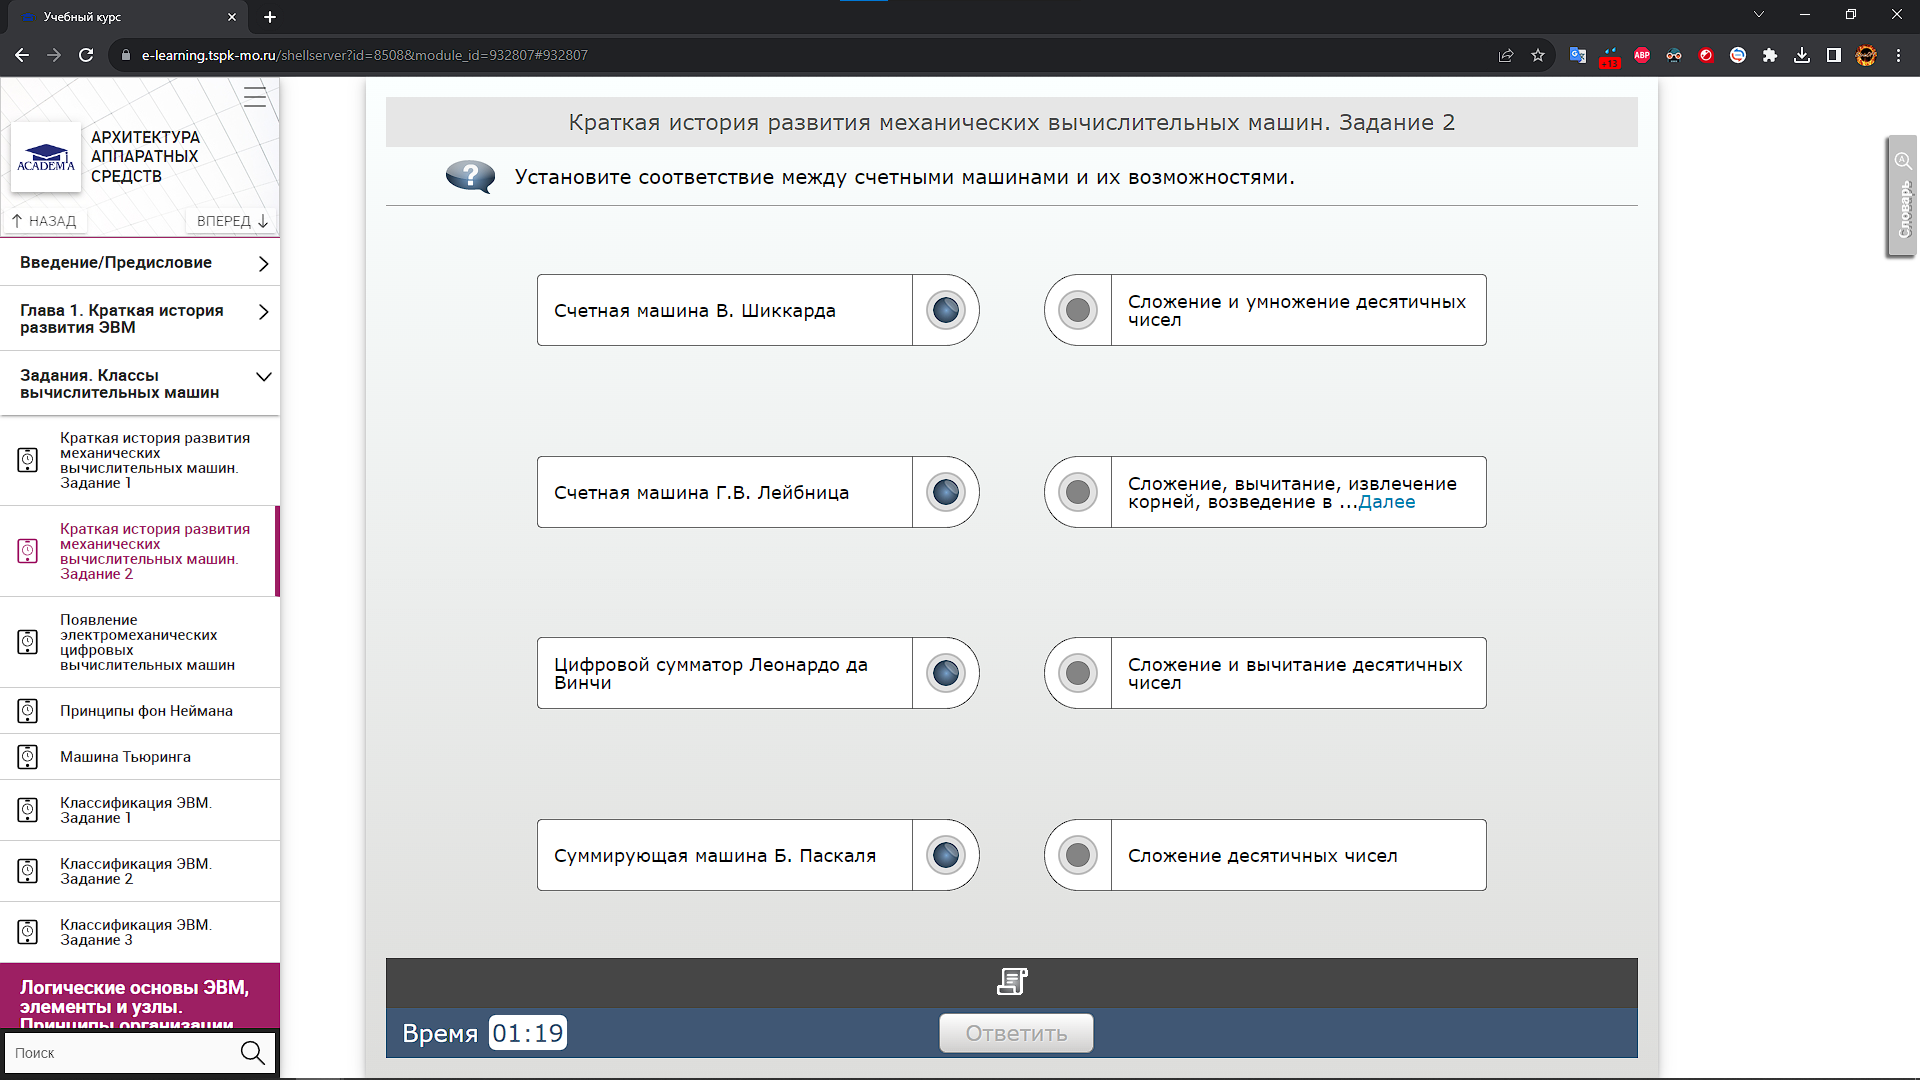 Учебный курс
e-learning.tspk-mo.ru/shellserver?id=8508&module_id=932807#932807
ABP
+13
ACADEMIA
АРХИТЕКТУРА
АППАРАТНЫХ
СРЕДСТВ
НАЗАД
ВПЕРЕД
Введение/Предисловие
Глава 1. Краткая история
развития ЭВМ
Задания. Классы
вычислительных машин
Краткая история развития
механических
вычислительных машин.
Задание 1
Краткая история развития
механических
вычислительных машин.
Задание 2
Появление
электромеханических
цифровых
вычислительных машин
Принципы фон Неймана
Машина Тьюринга
Классификация ЭВМ.
Задание 1
Классификация ЭВМ.
Задание 2
Классификация ЭВМ.
Задание 3
Логические основы ЭВМ,
элементы и узлы.
Принципы организации
Поиск
Краткая история развития механических вычислительных машин. Задание 2
Установите соответствие между счетными машинами и их возможностями.
Счетная машина В. Шиккарда
Сложение и умножение десятичных
чисел
Счетная машина Г.В. Лейбница
Сложение, вычитание, извлечение
корней, возведение в ...Далее
Цифровой сумматор Леонардо да
Винчи
Сложение и вычитание десятичных
чисел
Суммирующая машина Б. Паскаля
Сложение десятичных чисел
Время 01:19
Ответить
Словарь